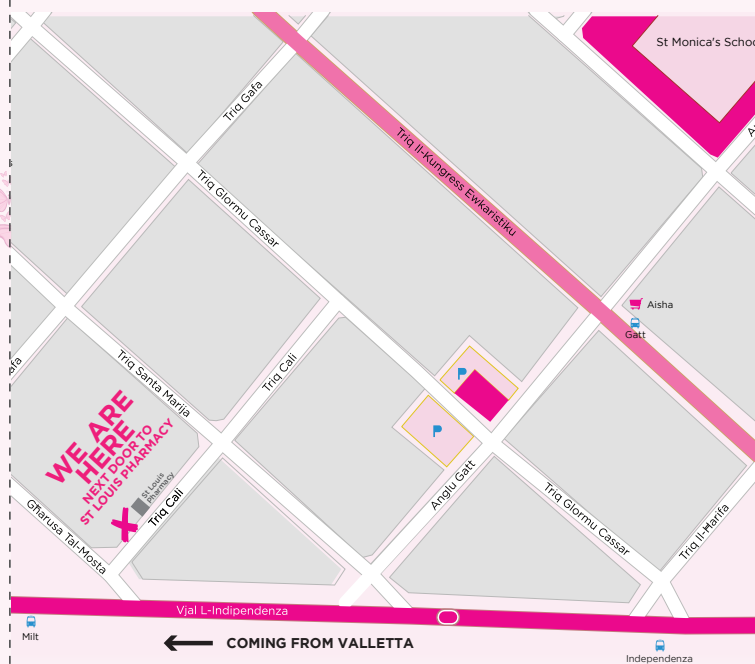 St Monica's Schoo
Triq Gafa
Triq Il-Kungress Ewkaristiku
Triq Glormu Cassar
Aisha
Gatt
Triq Santa Marija
Triq Cali
P
P
afa
WE ARE
HERE
NEXT DOOR TO
ST LOUIS PHARMACY
St Louis
Pharmacy
Triq Cali
Anglu Gatt
Triq Glormu Cassar
Triq Il-Ħarifa
Għarusa Tal-Mosta
Vjal L-Indipendenza
Milt
COMING FROM VALLETTA
Independenza